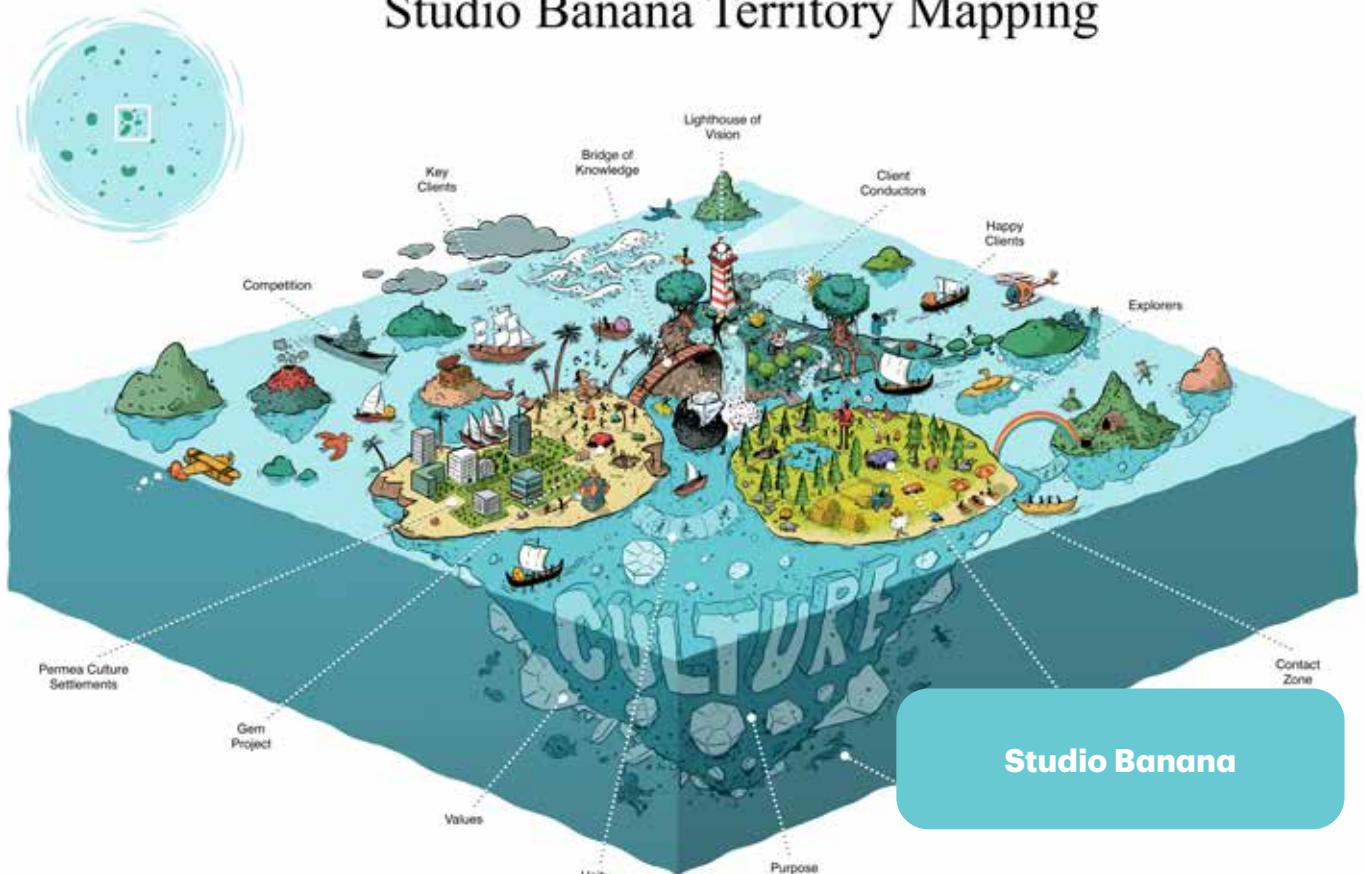 Studio Banana Territory Mapping
Lighthouse of
Vision
Bridge of
Knowledge
Key
Clients
Client
Conductors
Happy
Clients
Competition
Explorers
CULTURE
Permea Culture
Settlements
Contact
Zone
Gem
Project
Studio Banana
Values
Purpose